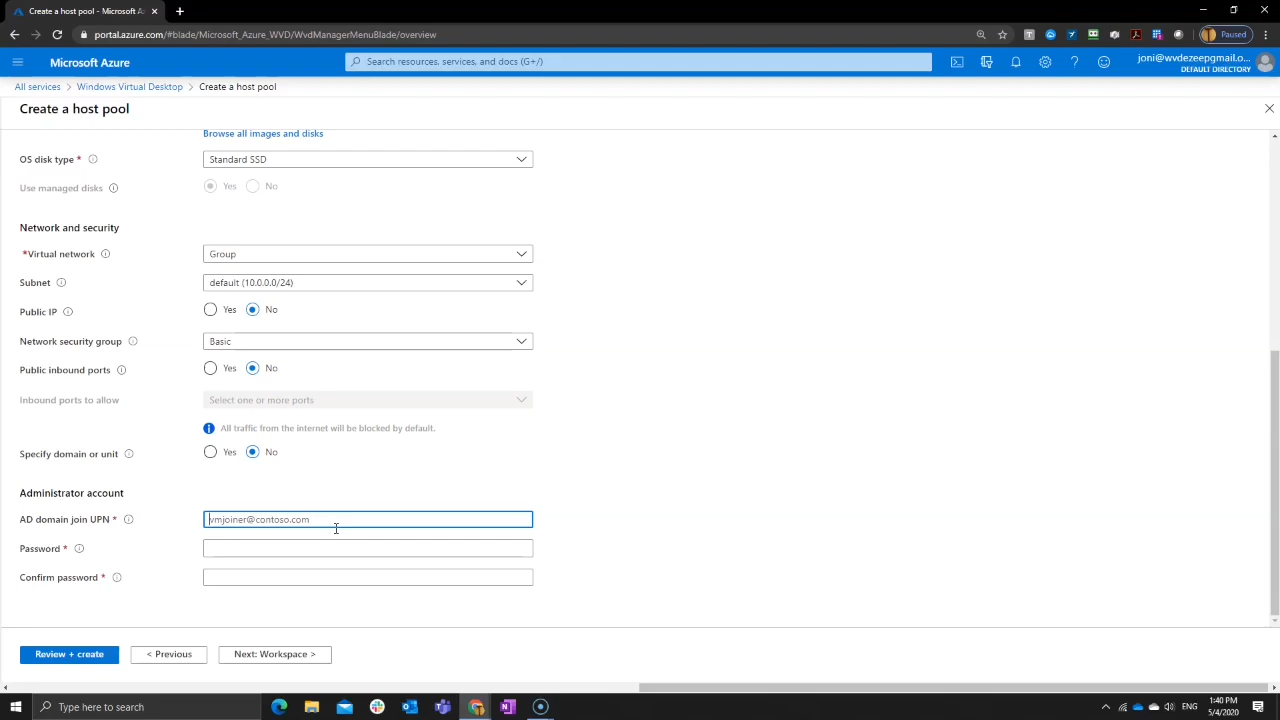 Create a host pool - Microsoft Az
portal.azure.com/#blade/Microsoft_Azure_WVD/WvdManagerMenuBlade/overview
Paused
Microsoft Azure
Search resources, services, and docs (G+/)
joni@wvdezeepgmail.o...
DEFAULT DIRECTORY
All services > Windows Virtual Desktop > Create a host pool
Create a host pool
Browse all images and disks
OS disk type *
Standard SSD
Use managed disks
Yes No
Network and security
*Virtual network
Group
Subnet
default (10.0.0.0/24)
Public IP
Yes No
Network security group
Basic
Public inbound ports
Yes No
Inbound ports to allow
Select one or more ports
All traffic from the internet will be blocked by default.
Specify domain or unit
Yes No
Administrator account
AD domain join UPN *
vmjoiner@contoso.com
Password *
Confirm password *
Review + create
< Previous
Next: Workspace >
Type here to search
ENG
1:40 PM
5/4/2020